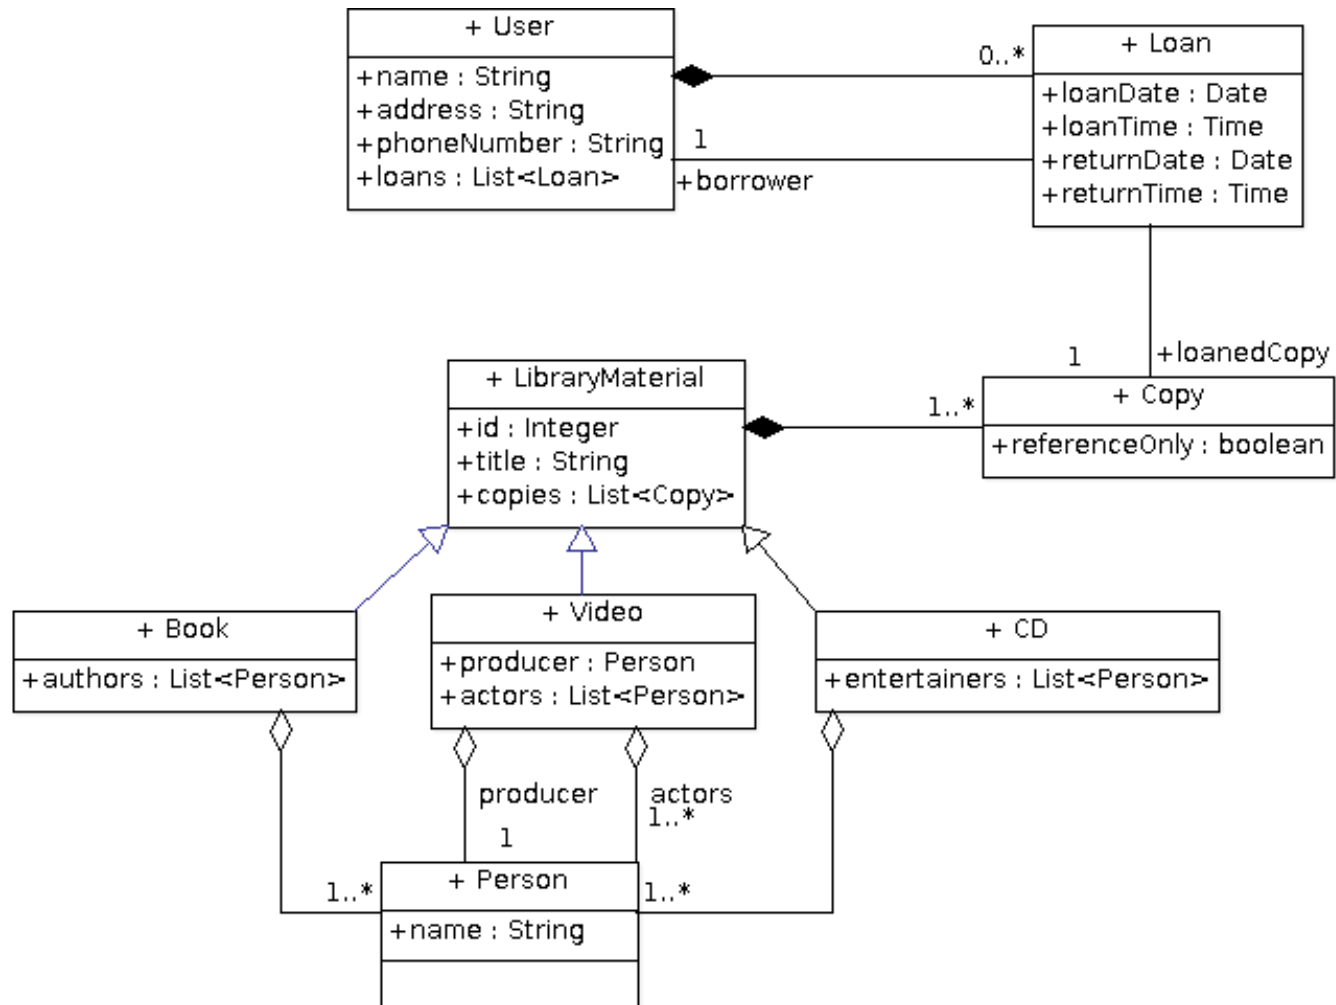 + User
+name : String
+address : String
+phoneNumber : String
+loans : List<Loan>
0..*
1
+borrower
+ Loan
+loanDate : Date
+loanTime : Time
+returnDate : Date
+returnTime : Time
1
+loanedCopy
+ LibraryMaterial
+id : Integer
+title : String
+copies : List<Copy>
1..*
+ Copy
+referenceOnly : boolean
+ Book
+authors : List<Person>
+ Video
+producer : Person
+actors : List<Person>
+ CD
+entertainers : List<Person>
producer
1
actors
1..*
1..*
+ Person
+name : String
1..*